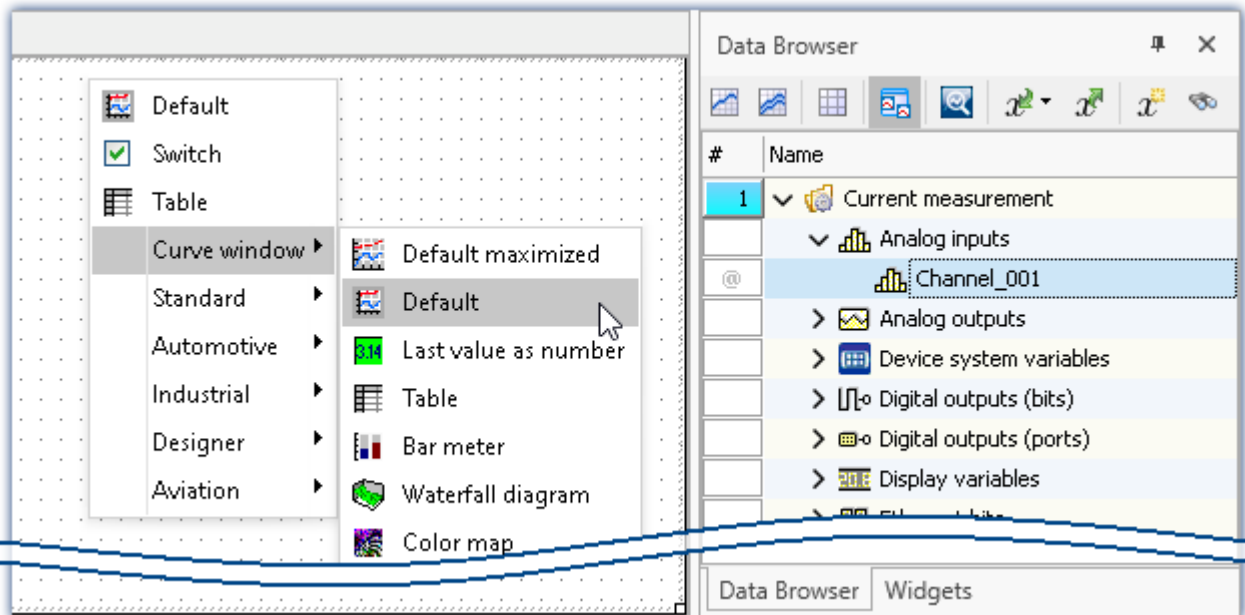 Default
Switch
Table
Curve window
Standard
Automotive
Industrial
Designer
Aviation
Default maximized
Default
3.14 Last value as number
Table
Bar meter
Waterfall diagram
Color map
Data Browser
# Name
1 Current measurement
Analog inputs
@ Channel_001
Analog outputs
Device system variables
Digital outputs (bits)
Digital outputs (ports)
Display variables
Data Browser Widgets